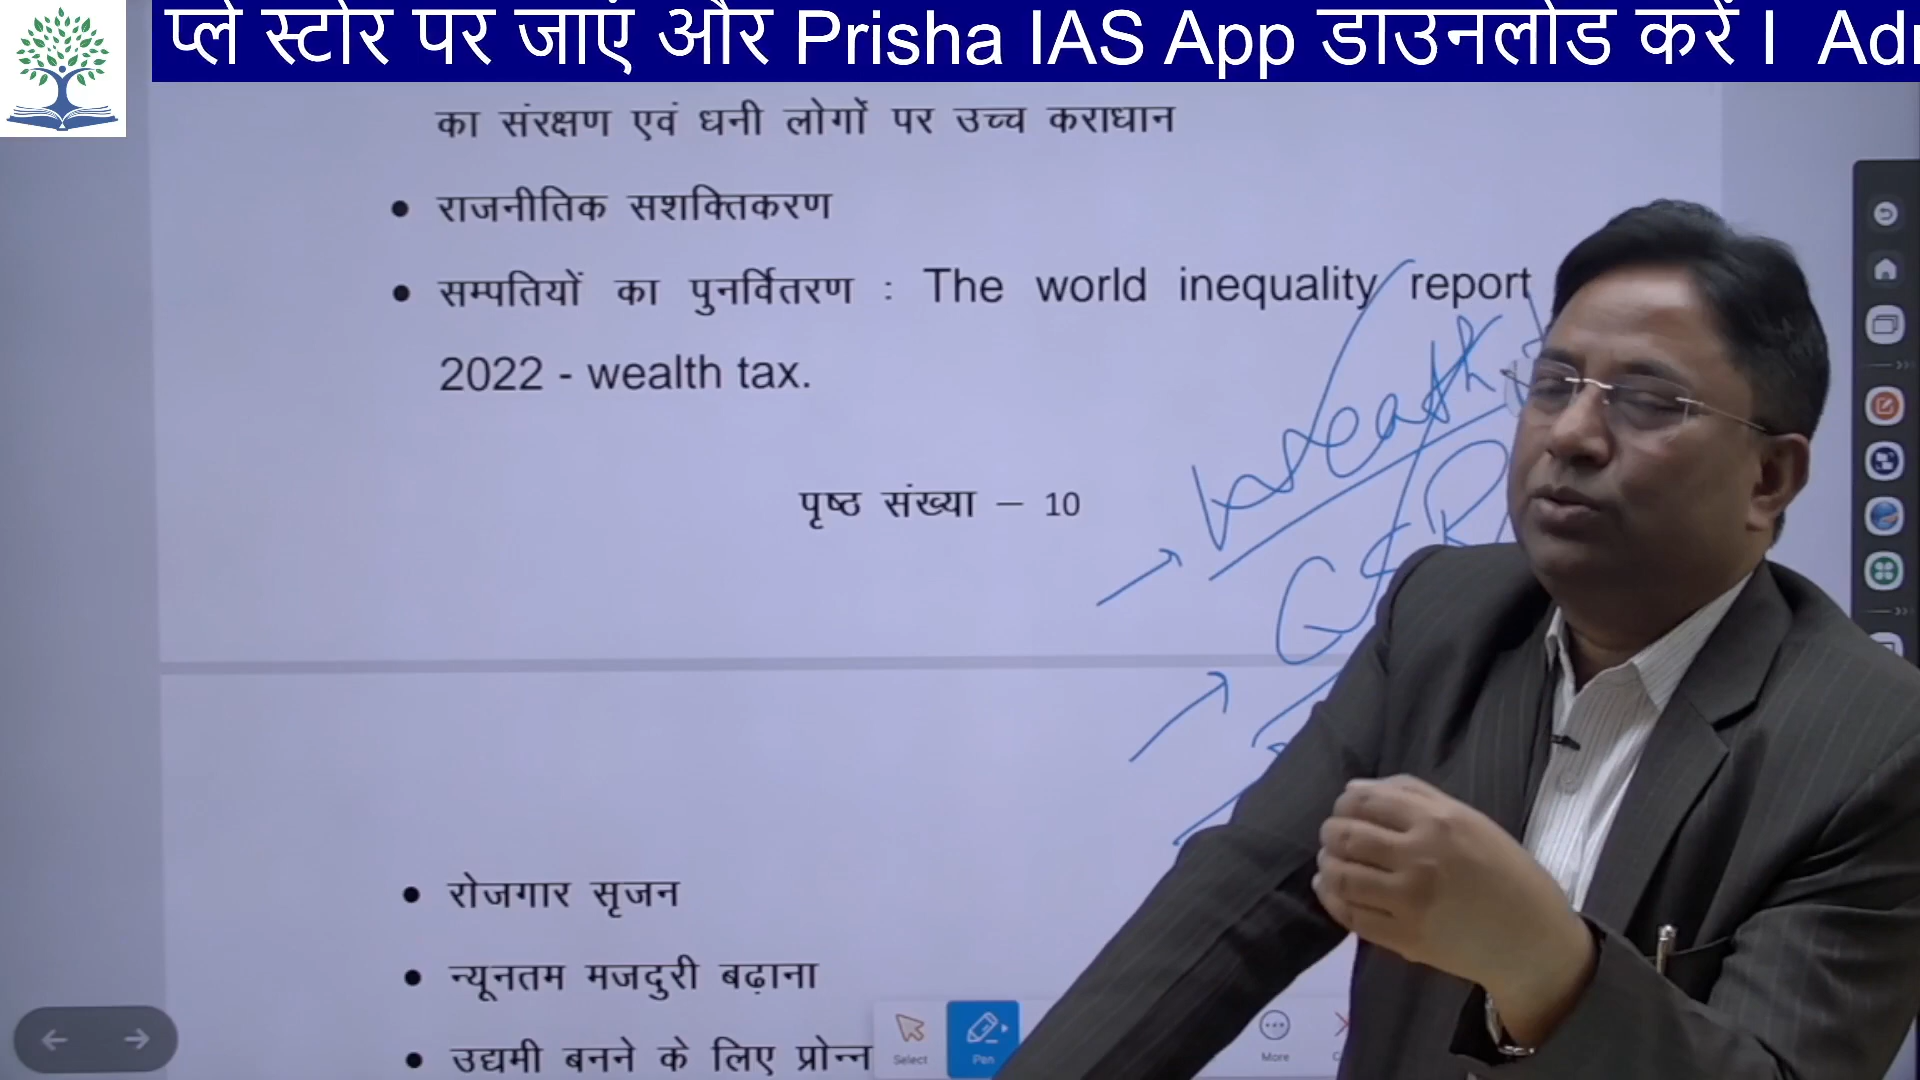 प्ले स्टोर पर जाएं और Prisha IAS App डाउनलोड करें I
का संरक्षण एवं धनी लोगों पर उच्च कराधान
• राजनीतिक सशक्तिकरण
• सम्पतियों का पुनर्वितरण : The world inequality report
2022 - wealth tax.
Wealth
पृष्ठ संख्या – 10
• रोजगार सृजन
• न्यूनतम मजदुरी बढ़ाना
• उद्यमी बनने के लिए
Select
Pen
More